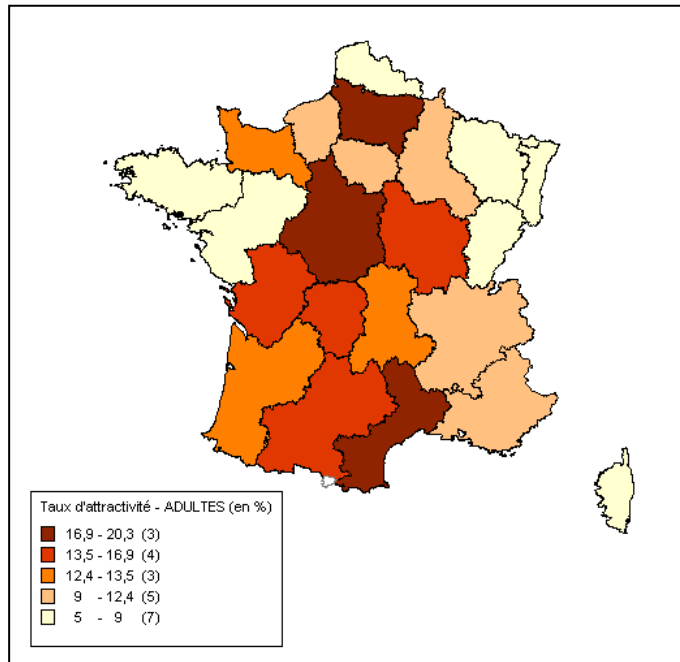 Taux d'attractivité - ADULTES (en %)
16,9 - 20,3 (3)
13,5 - 16,9 (4)
12,4 - 13,5 (3)
9 - 12,4 (5)
5 - 9 (7)